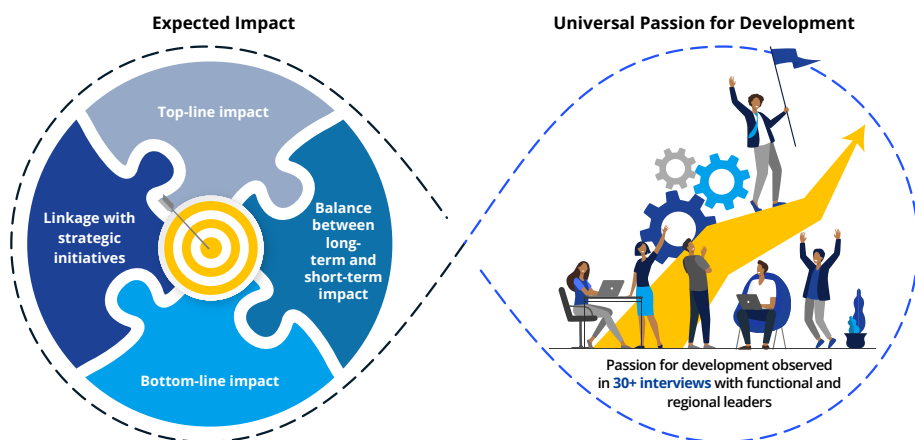 Expected Impact
Top-line impact
Linkage with
strategic
initiatives
Balance
between
long-
term and
short-term
impact
Bottom-line impact
Universal Passion for Development
Passion for development observed
in 30+ interviews with functional and
regional leaders